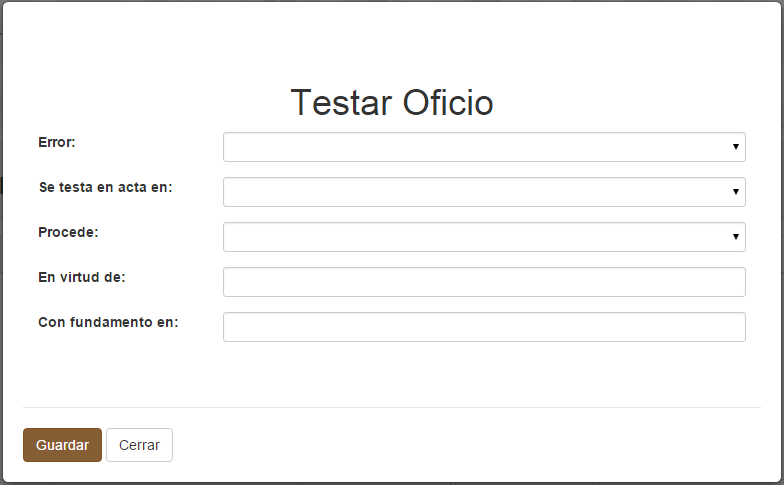 Testar Oficio
Error:
Se testa en acta en:
Procede:
En virtud de:
Con fundamento en:
Guardar Cerrar